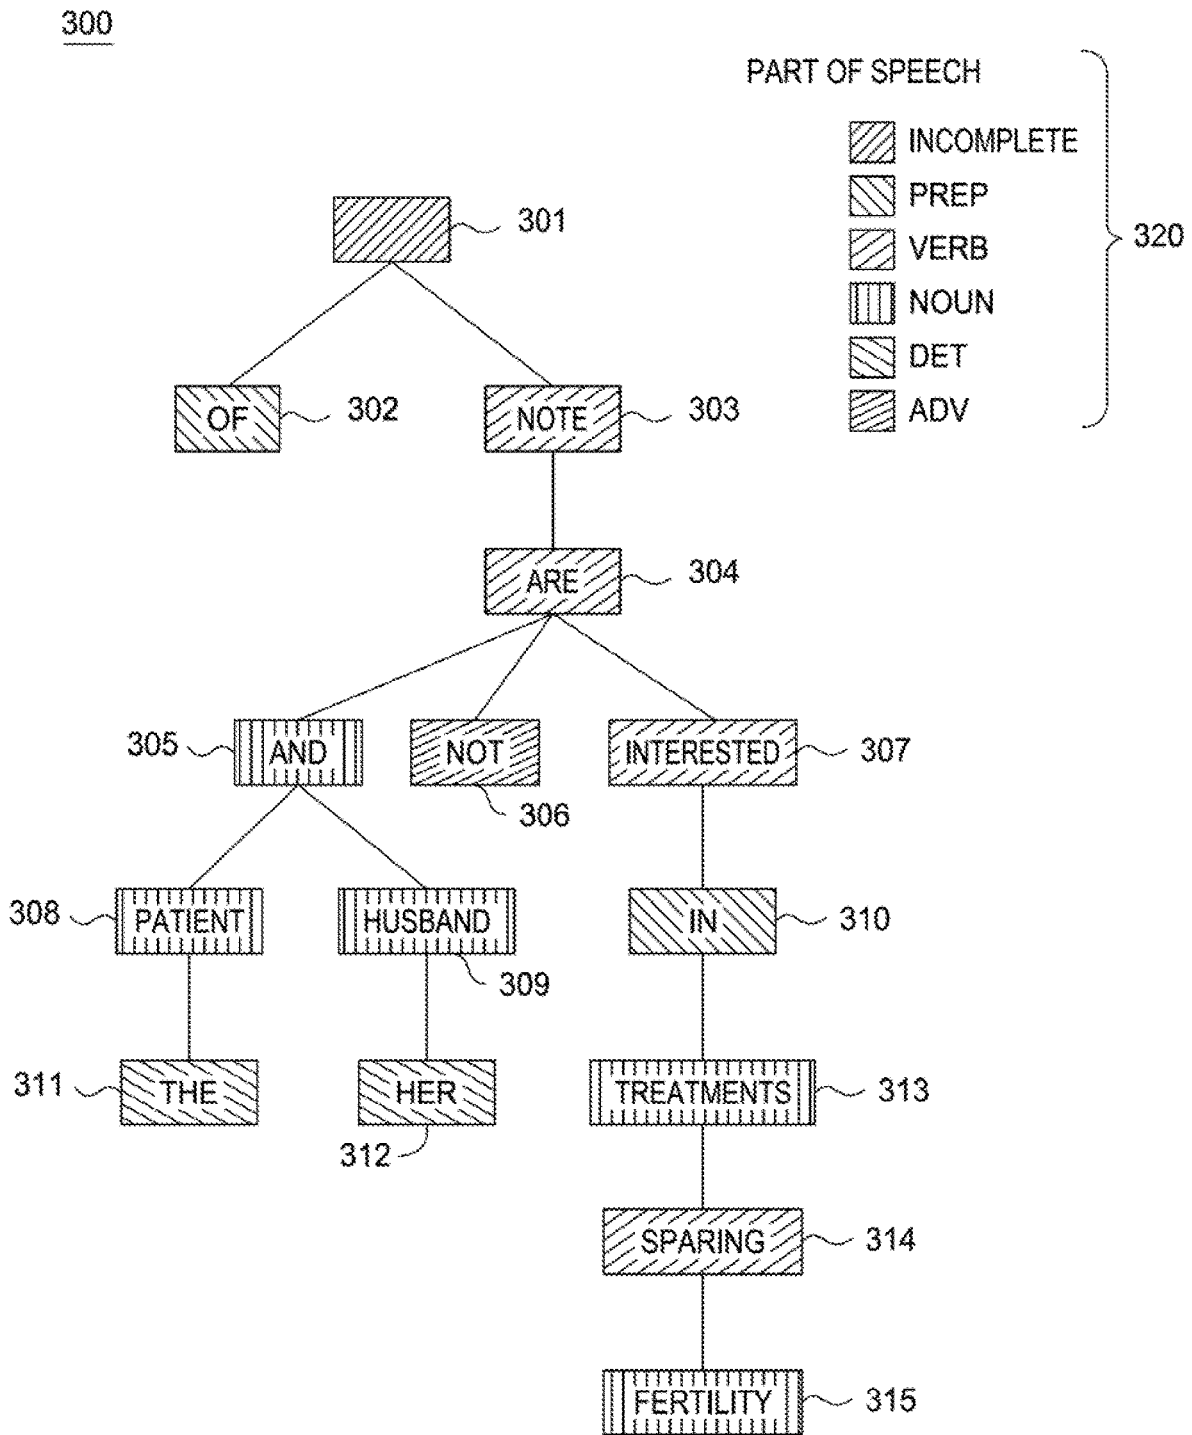 300
PART OF SPEECH
INCOMPLETE
PREP
VERB
NOUN
DET
ADV
320
301
OF 302 NOTE 303
ARE 304
305 AND NOT INTERESTED 307
306
308 PATIENT HUSBAND IN 310
309
311 THE HER TREATMENTS 313
312
SPARING 314
FERTILITY 315